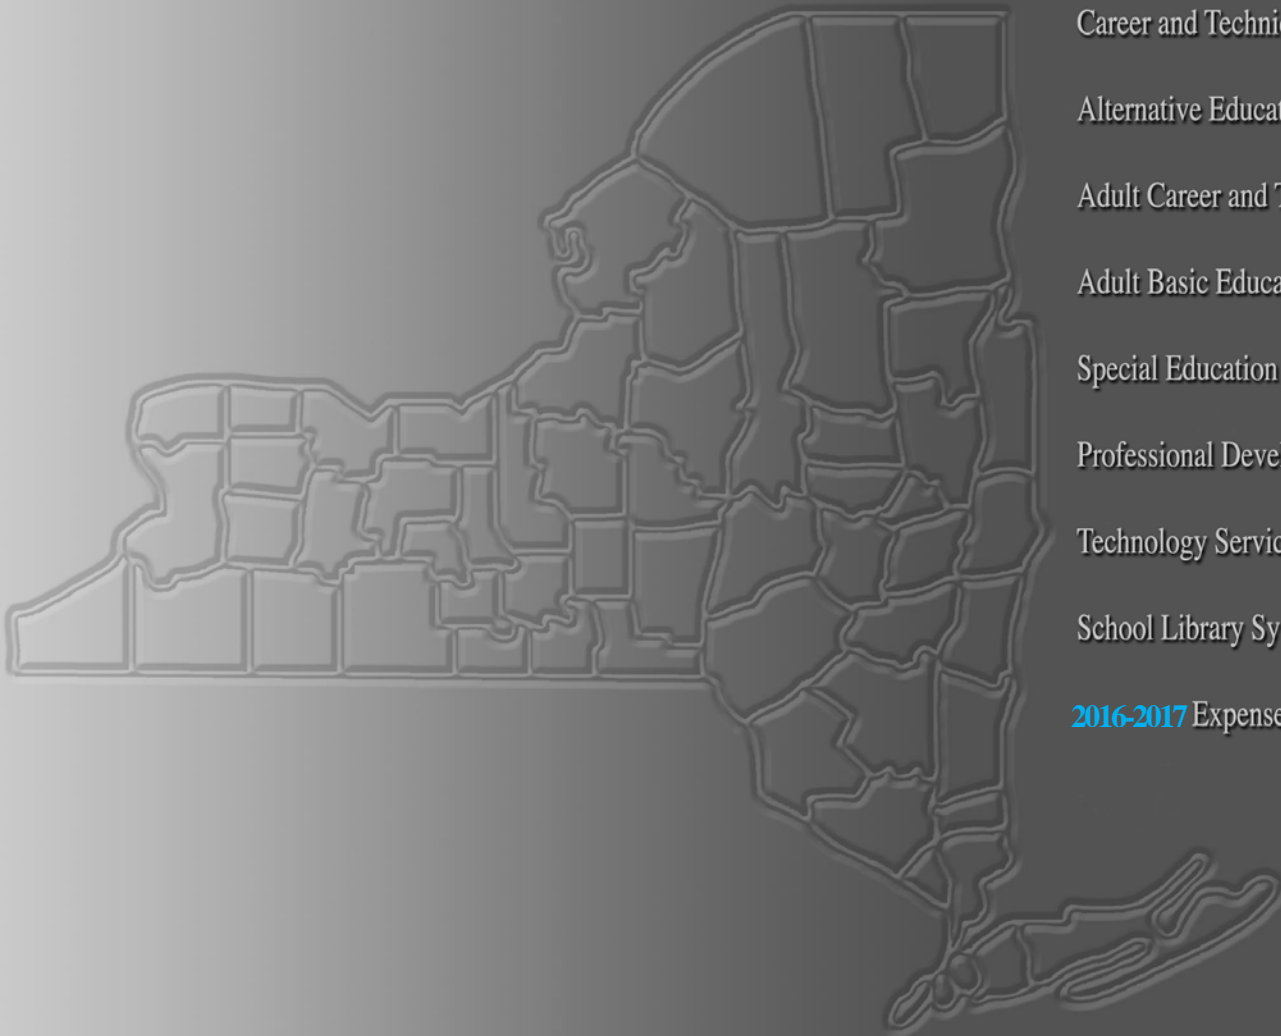 Career and Techni
Alternative Educat
Adult Career and T
Adult Basic Educa
Special Education
Professional Deve
Technology Servic
School Library Sy
2016-2017 Expense